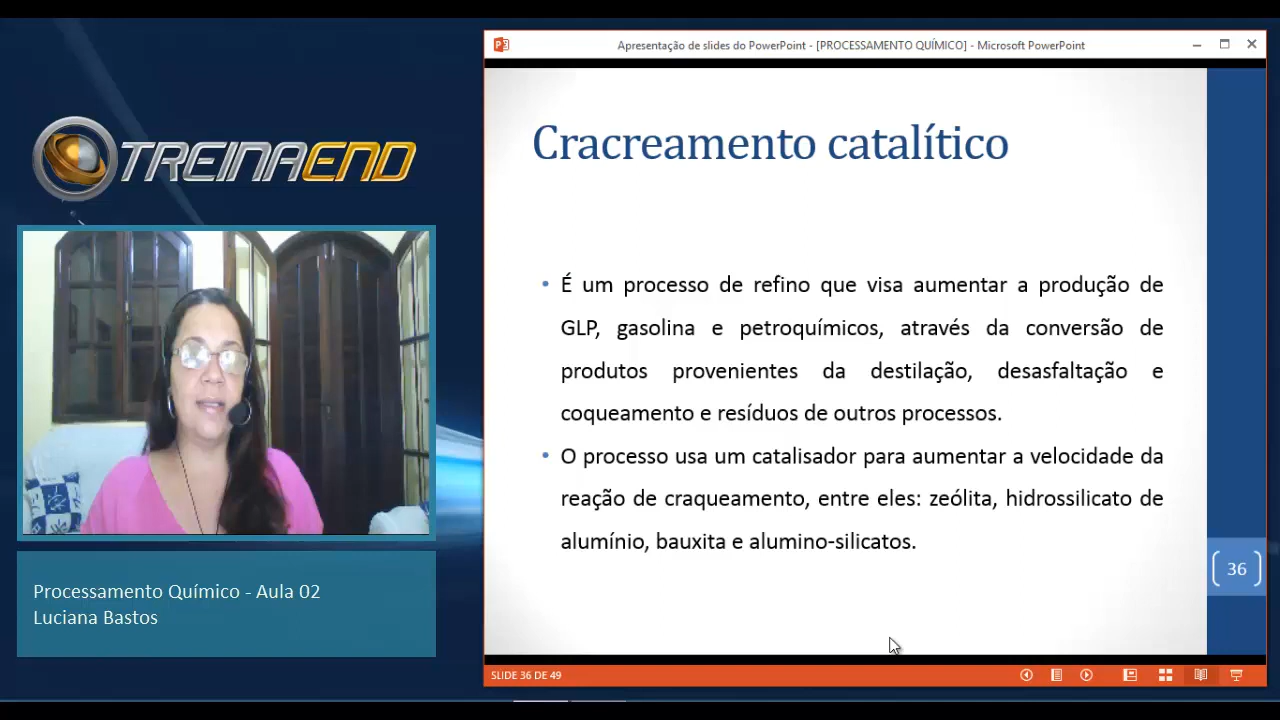 Apresentação de slides do PowerPoint - [PROCESSAMENTO QUÍMICO] - Microsoft PowerPoint
TREINAEND
Cracreamento catalítico
• É um processo de refino que visa aumentar a produção de
GLP, gasolina e petroquímicos, através da conversão de
produtos provenientes da destilação, desasfaltação e
coqueamento e resíduos de outros processos.
• O processo usa um catalisador para aumentar a velocidade da
reação de craqueamento, entre eles: zeólita, hidrossilicato de
alumínio, bauxita e alumino-silicatos.
36
Processamento Químico - Aula 02
Luciana Bastos
SLIDE 36 DE 49